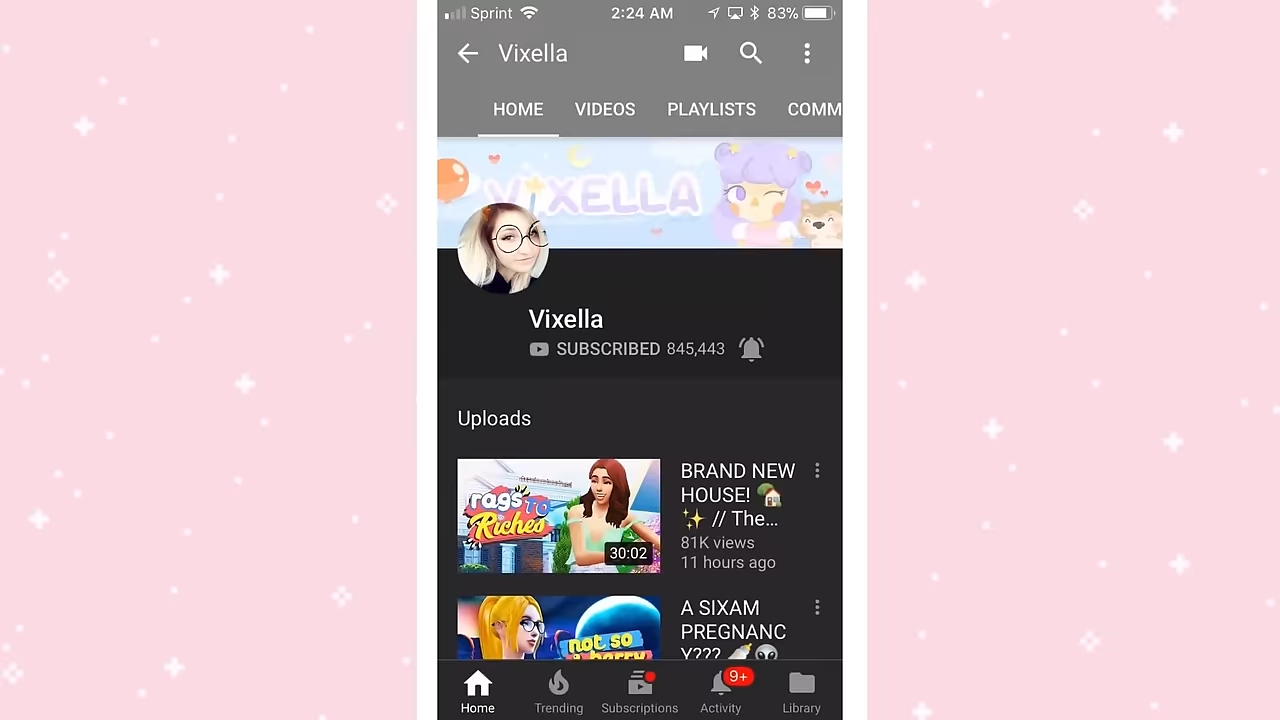 Sprint 2:24 AM 83%
Vixella
HOME VIDEOS PLAYLISTS COMM
VIXELLA
Vixella
SUBSCRIBED 845,443
Uploads
rags TO
Riches
30:02
BRAND NEW
HOUSE! 🏡
✨ // The...
81K views
11 hours ago
not so
berry
A SIXAM
PREGNANC
Y??? 🍼👽
9+
Home Trending Subscriptions Activity Library